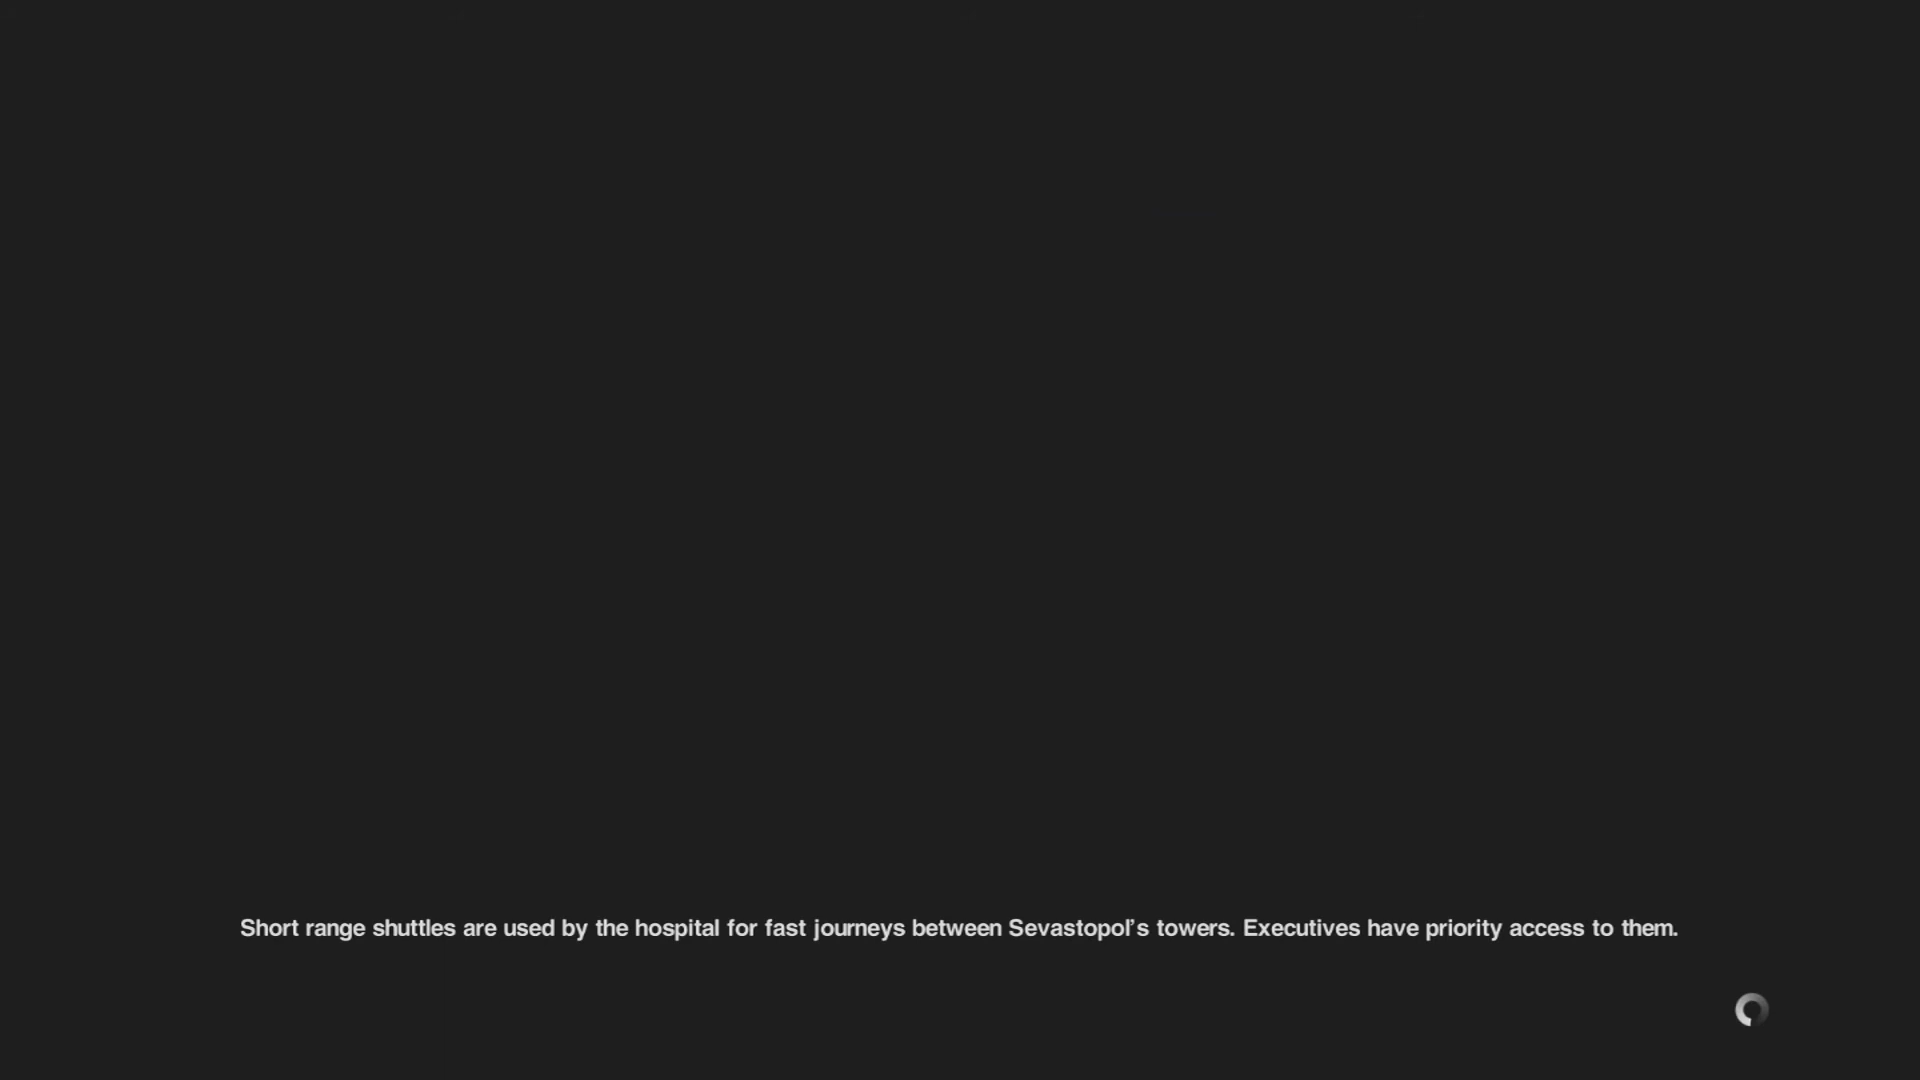 Short range shuttles are used by the hospital for fast journeys between Sevastopol’s towers. Executives have priority access to them.